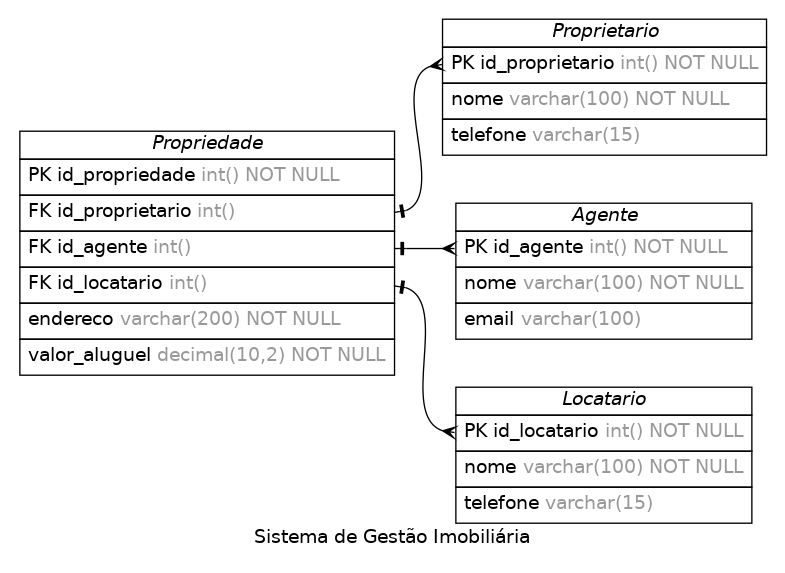 Propriedade
PK id_propriedade int() NOT NULL
FK id_proprietario int()
FK id_agente int()
FK id_locatario int()
endereco varchar(200) NOT NULL
valor_aluguel decimal(10,2) NOT NULL
Proprietario
PK id_proprietario int() NOT NULL
nome varchar(100) NOT NULL
telefone varchar(15)
Agente
PK id_agente int() NOT NULL
nome varchar(100) NOT NULL
email varchar(100)
Locatario
PK id_locatario int() NOT NULL
nome varchar(100) NOT NULL
telefone varchar(15)
Sistema de Gestão Imobiliária